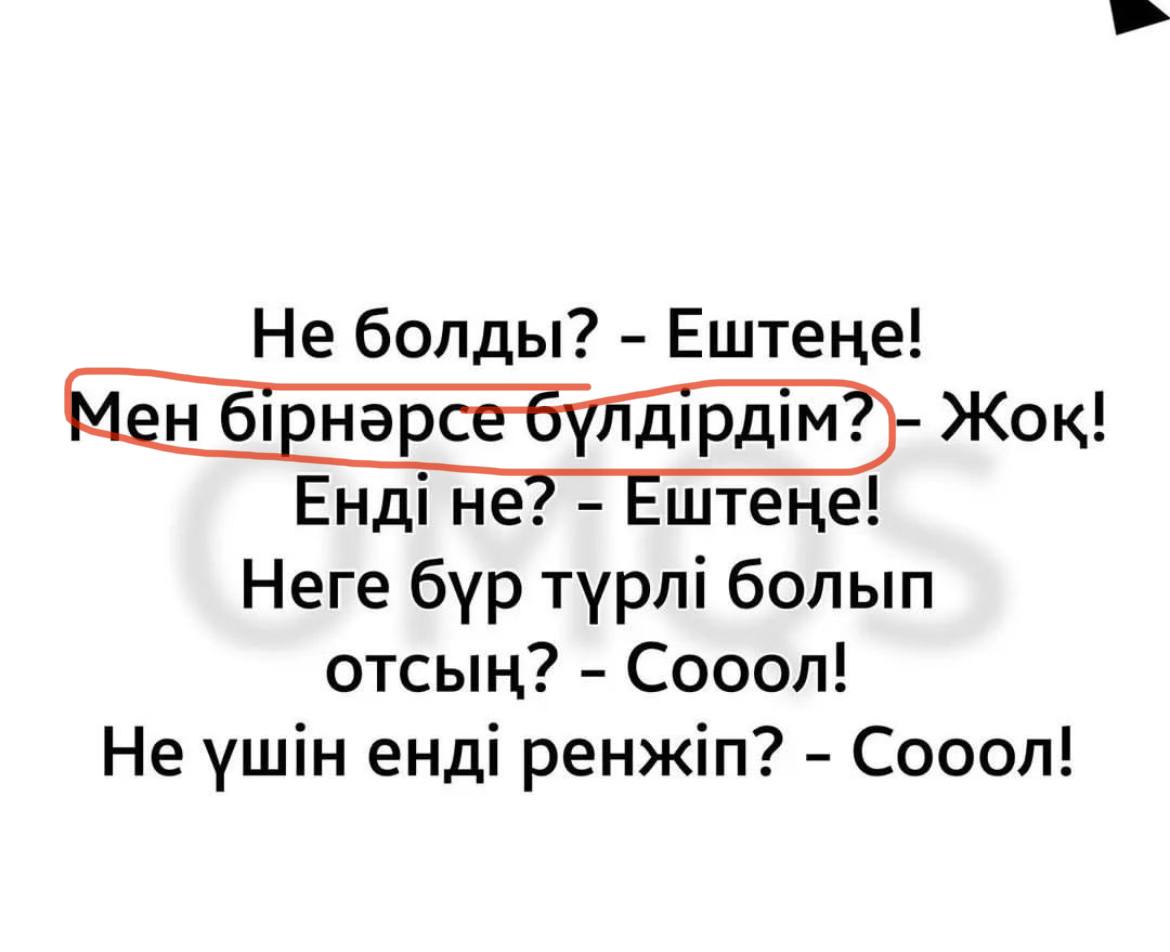 Не болды? – Ештеңе!
Мен бірнәрсе бүлдірдім? – Жоқ!
Енді не? – Ештеңе!
Неге бүр түрлі болып
отсың? – Сооол!
Не үшін енді ренжіп? – Сооол!
OMQS